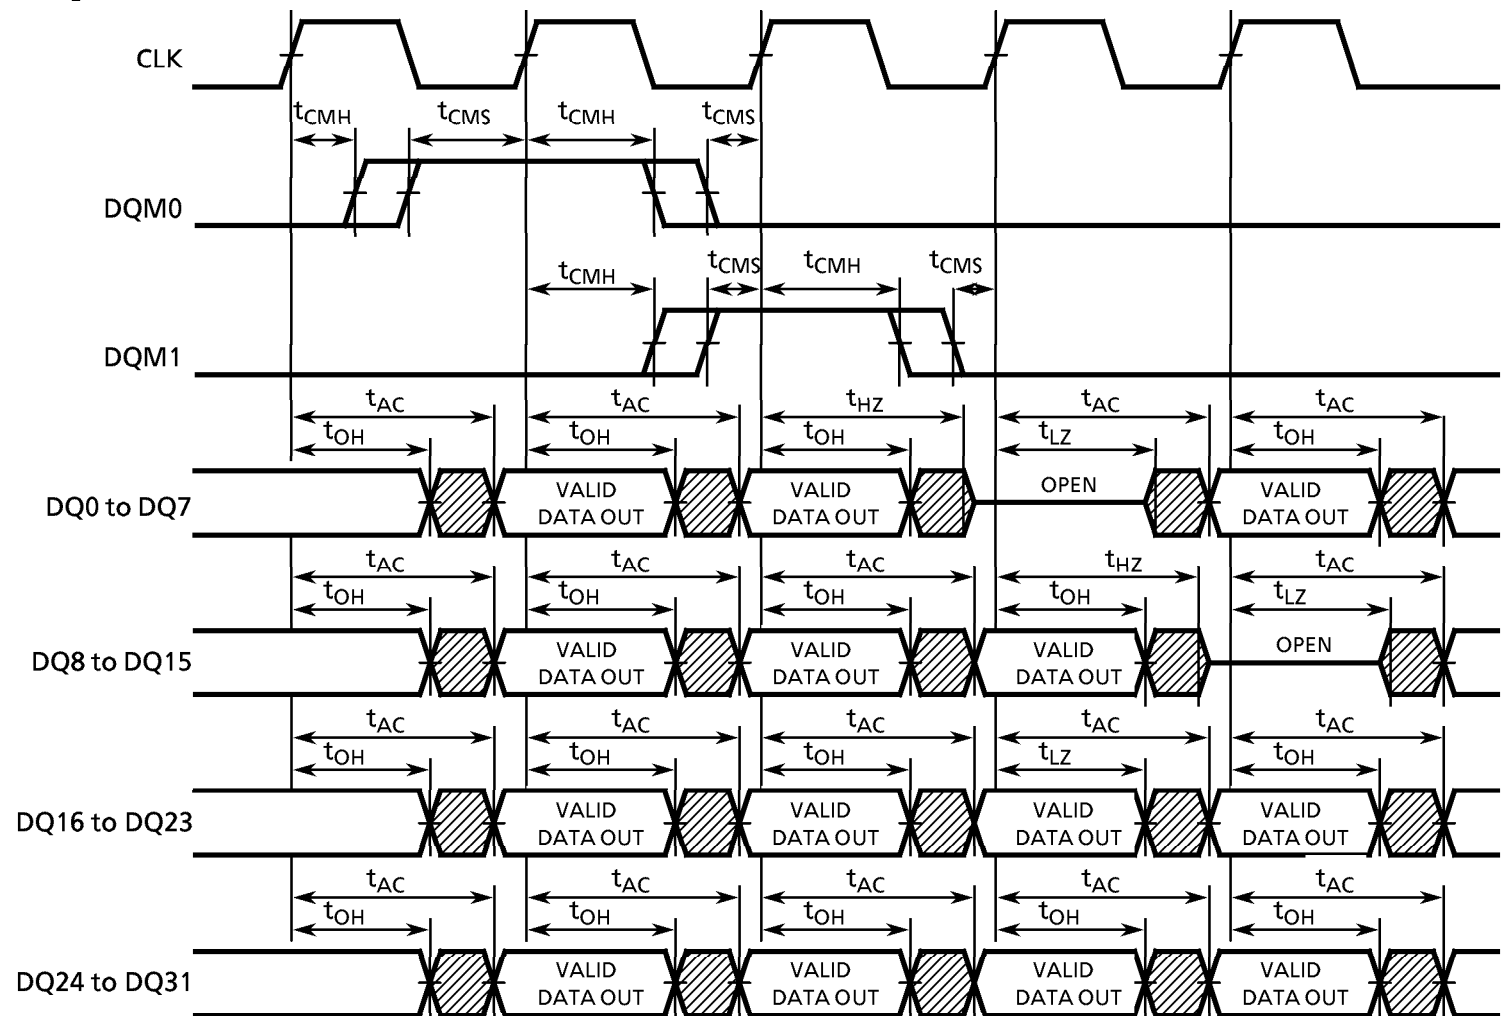 CLK
tCMH tCMS tCMH tCMS
DQM0
tCMH tCMS tCMH tCMS
DQM1
tAC tAC tHZ tAC tAC
tOH tOH tOH tLZ tOH
DQ0 to DQ7
VALID DATA OUT VALID DATA OUT OPEN VALID DATA OUT
tAC tAC tAC tHZ tAC
tOH tOH tOH tOH tLZ
DQ8 to DQ15
VALID DATA OUT VALID DATA OUT VALID DATA OUT OPEN
tAC tAC tAC tAC tAC
tOH tOH tOH tLZ tOH
DQ16 to DQ23
VALID DATA OUT VALID DATA OUT VALID DATA OUT VALID DATA OUT
tAC tAC tAC tAC tAC
tOH tOH tOH tOH tOH
DQ24 to DQ31
VALID DATA OUT VALID DATA OUT VALID DATA OUT VALID DATA OUT